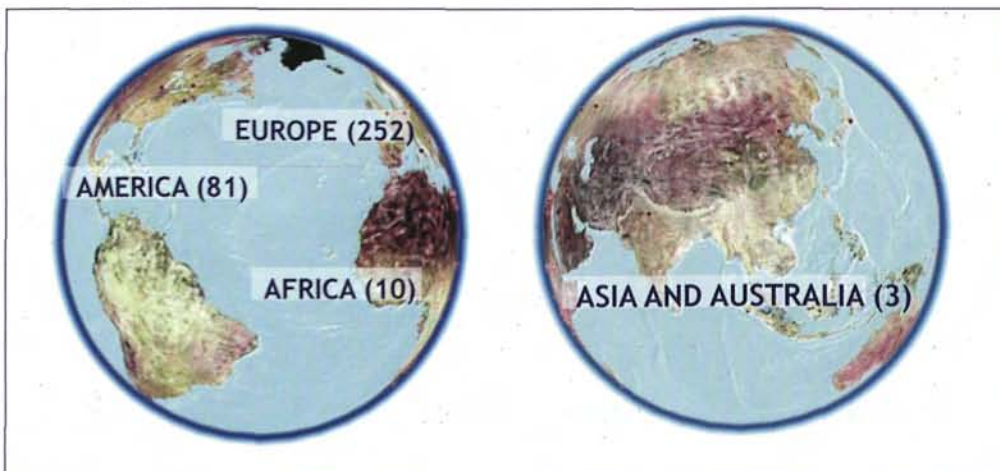 EUROPE (252)
AMERICA (81)
AFRICA (10)
ASIA AND AUSTRALIA (3)